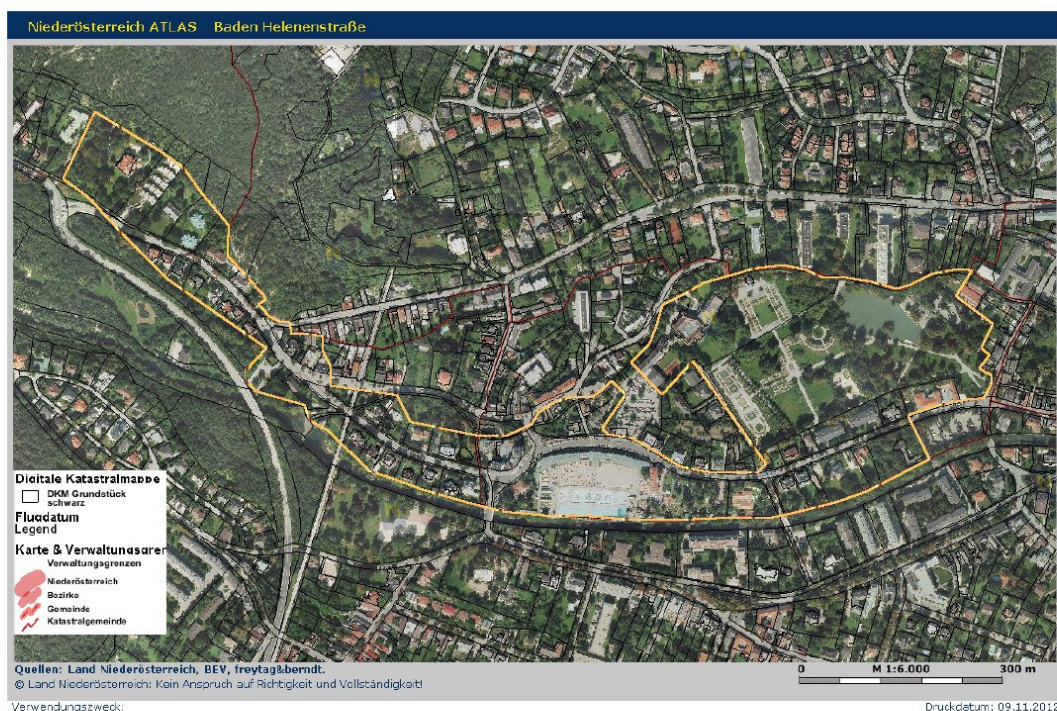 Niederösterreich ATLAS Baden Helenenstraße
Digitale Katastralmappe
DKM Grundstück
schwarz
Flugdatum
Legend
Karte & Verwaltungsgren
Verwaltungsgrenzen
Niederösterreich
Bezirke
Gemeinde
Katastralgemeinde
Quellen: Land Niederösterreich, BEV, freytag&berndt.
© Land Niederösterreich: Kein Anspruch auf Richtigkeit und Vollständigkeit!
0 M 1:6.000 300 m
Verwendungszweck:
Druckdatum: 09.11.2012